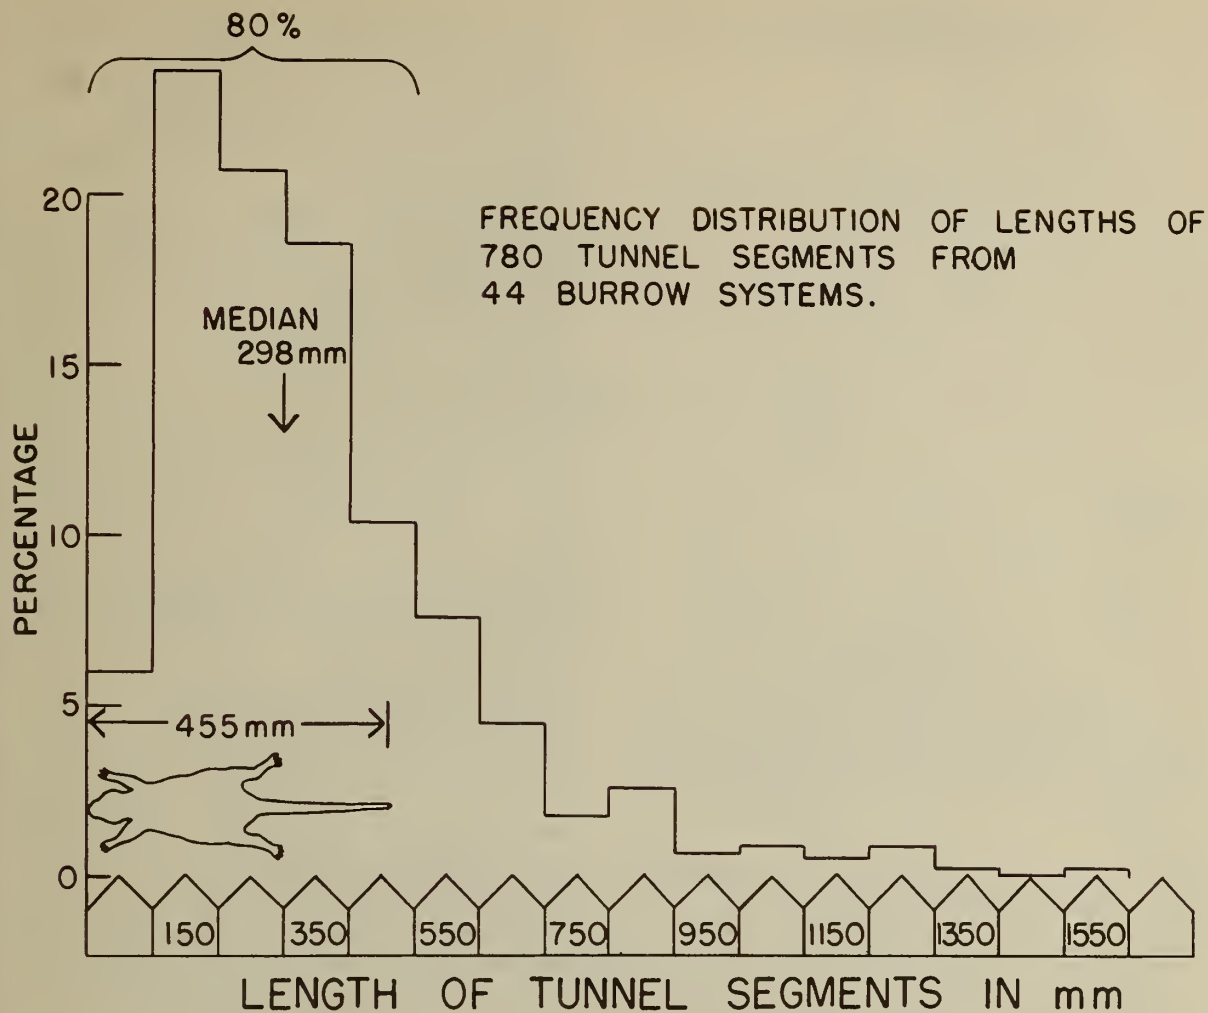 80%
20
15
10
5
0
PERCENTAGE
FREQUENCY DISTRIBUTION OF LENGTHS OF
780 TUNNEL SEGMENTS FROM
44 BURROW SYSTEMS.
MEDIAN
298mm
455mm
150 350 550 750 950 1150 1350 1550
LENGTH OF TUNNEL SEGMENTS IN mm